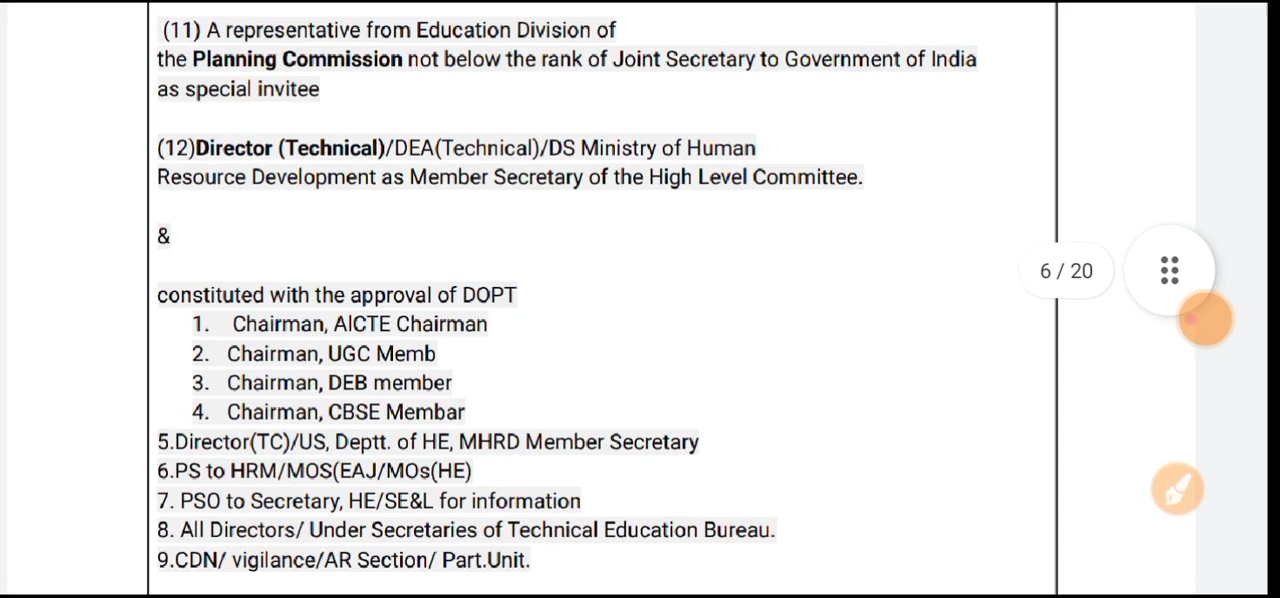 (11) A representative from Education Division of
the Planning Commission not below the rank of Joint Secretary to Government of India
as special invitee
(12)Director (Technical)/DEA(Technical)/DS Ministry of Human
Resource Development as Member Secretary of the High Level Committee.
&
constituted with the approval of DOPT
1. Chairman, AlCTE Chairman
2. Chairman, UGC Memb
3. Chairman, DEB member
4. Chairman, CBSE Membar
5.Director(TC)/US, Deptt. of HE, MHRD Member Secretary
6.PS to HRM/MOS(EAJ/MOs(HE)
7. PSO to Secretary, HE/SE&L for information
8. All Directors/ Under Secretaries of Technical Education Bureau.
9.CDN/ vigilance/AR Section/ Part.Unit.
6 / 20